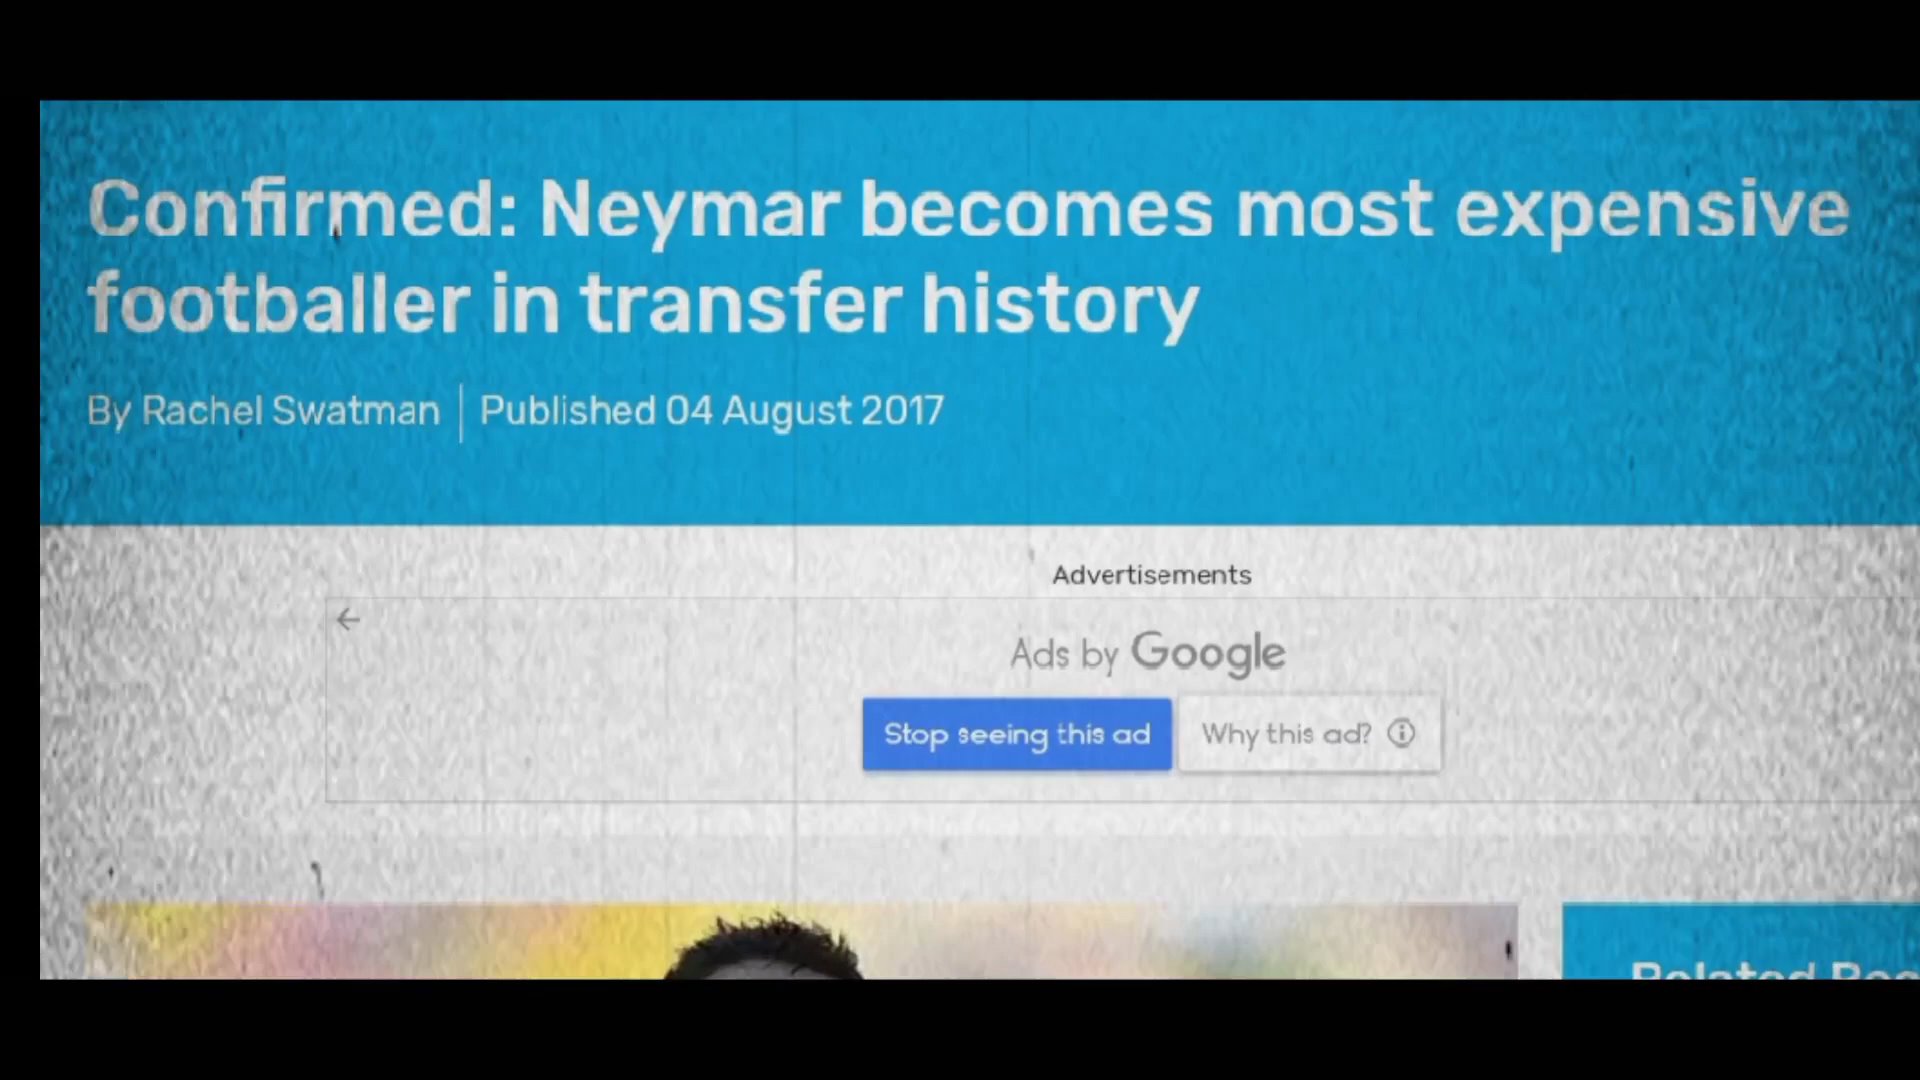 Confirmed: Neymar becomes most expensive
footballer in transfer history
By Rachel Swatman | Published 04 August 2017
Advertisements
Ads by Google
Stop seeing this ad
Why this ad?
Related